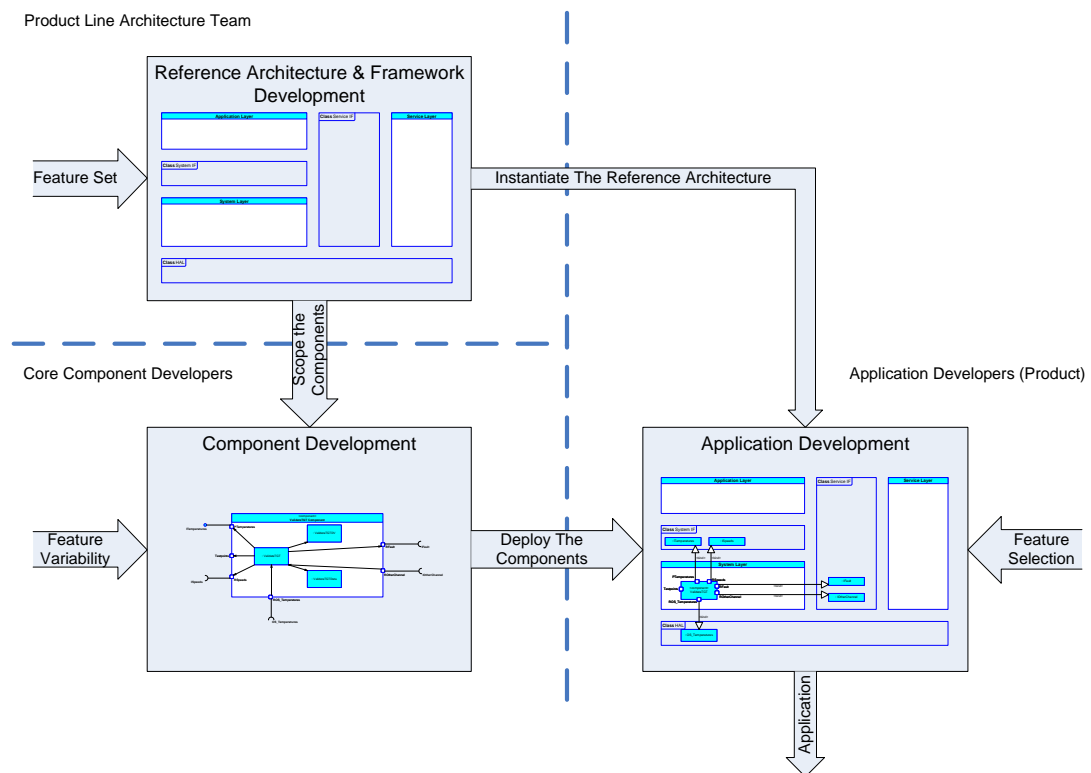 Product Line Architecture Team
Reference Architecture & Framework
Development
Application Layer
Class Service IF
Service Layer
Class System IF
System Layer
Class HAL
Feature Set
Instantiate The Reference Architecture
Scope the
Components
Core Component Developers
Application Developers (Product)
Component Development
Feature
Variability
Deploy The
Components
Application Development
Application Layer
Class Service IF
Service Layer
Class System IF
System Layer
Class HAL
Feature
Selection
Application